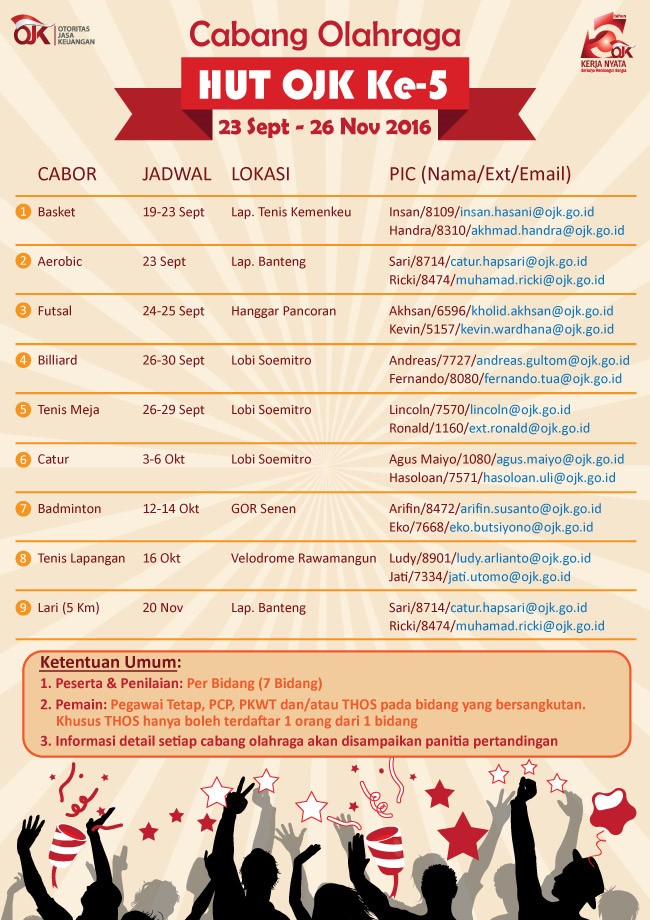 OJK OTORITAS
JASA
KEUANGAN
Cabang Olahraga
HUT OJK Ke-5
23 Sept - 26 Nov 2016
tahun
5 OJK
KERJA NYATA
CABOR JADWAL LOKASI PIC (Nama/Ext/Email)
1 Basket 19-23 Sept Lap. Tenis Kemenkeu Insan/8109/insan.hasani@ojk.go.id
Handra/8310/akhmad.handra@ojk.go.id
2 Aerobic 23 Sept Lap. Banteng Sari/8714/catur.hapsari@ojk.go.id
Ricki/8474/muhamad.ricki@ojk.go.id
3 Futsal 24-25 Sept Hanggar Pancoran Akhsan/6596/kholid.akhsan@ojk.go.id
Kevin/5157/kevin.wardhana@ojk.go.id
4 Billiard 26-30 Sept Lobi Soemitro Andreas/7727/andreas.gultom@ojk.go.id
Fernando/8080/fernando.tua@ojk.go.id
5 Tenis Meja 26-29 Sept Lobi Soemitro Lincoln/7570/lincoln@ojk.go.id
Ronald/1160/ext.ronald@ojk.go.id
6 Catur 3-6 Okt Lobi Soemitro Agus Maiyo/1080/agus.maiyo@ojk.go.id
Hasoloan/7571/hasoloan.uli@ojk.go.id
7 Badminton 12-14 Okt GOR Senen Arifin/8472/arifin.susanto@ojk.go.id
Eko/7668/eko.butsiyono@ojk.go.id
8 Tenis Lapangan 16 Okt Velodrome Rawamangun Ludy/8901/ludy.arlianto@ojk.go.id
Jati/7334/jati.utomo@ojk.go.id
9 Lari (5 Km) 20 Nov Lap. Banteng Sari/8714/catur.hapsari@ojk.go.id
Ricki/8474/muhamad.ricki@ojk.go.id
Ketentuan Umum:
1. Peserta & Penilaian: Per Bidang (7 Bidang)
2. Pemain: Pegawai Tetap, PCP, PKWT dan/atau THOS pada bidang yang bersangkutan.
Khusus THOS hanya boleh terdaftar 1 orang dari 1 bidang
3. Informasi detail setiap cabang olahraga akan disampaikan panitia pertandingan